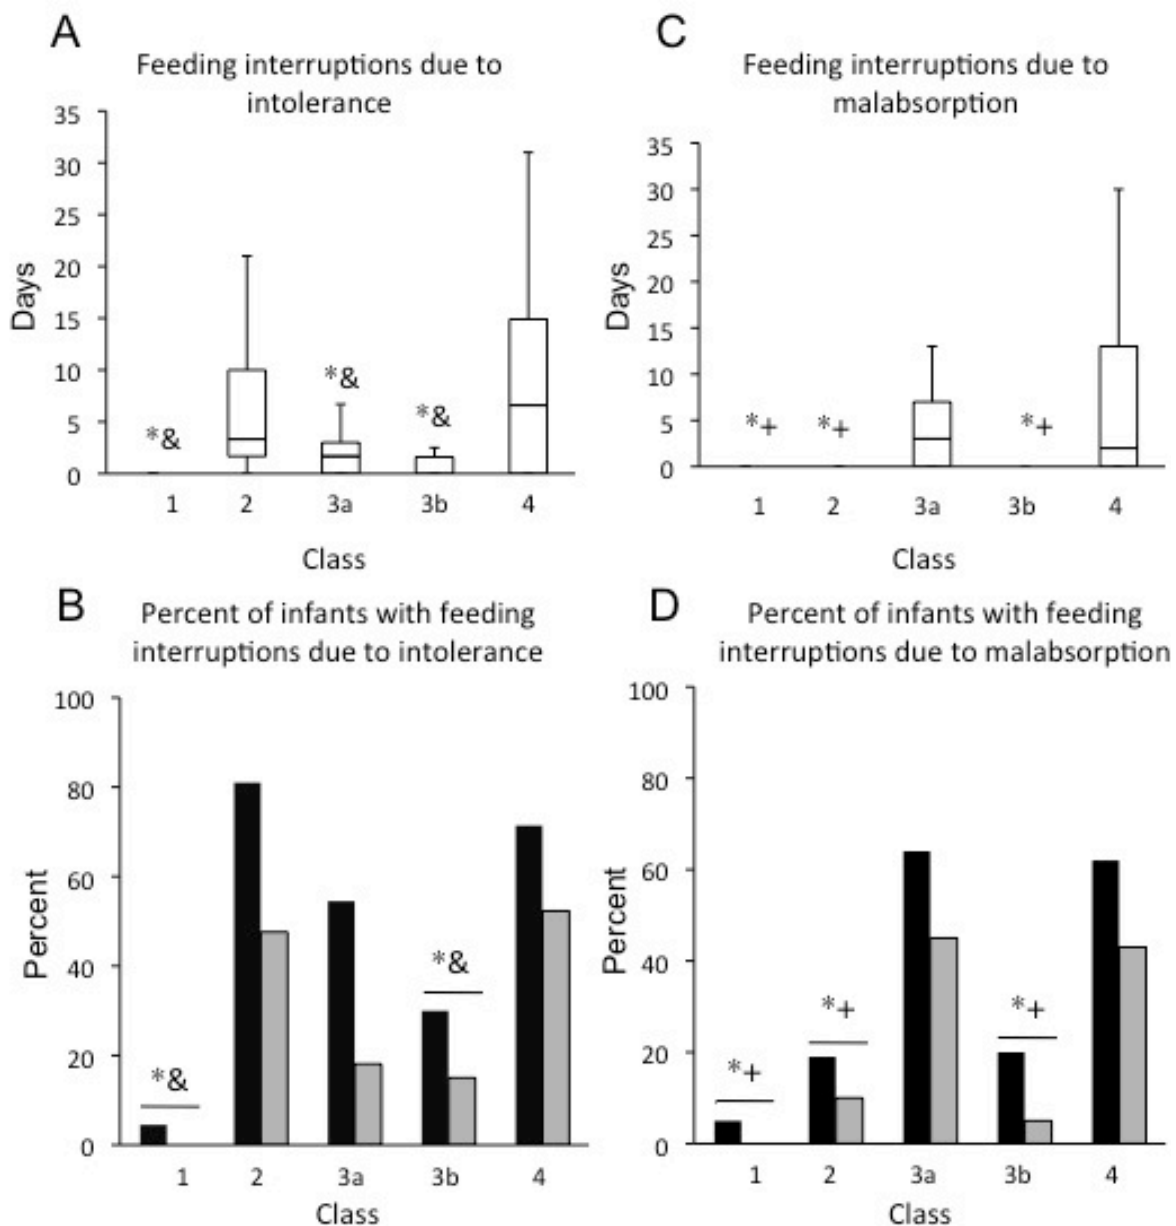 A
Feeding interruptions due to
intolerance
35
30
25
20
15
10
5
0
Days
*&
*&
*&
1 2 3a 3b 4
Class
C
Feeding interruptions due to
malabsorption
35
30
25
20
15
10
5
0
Days
*+ *+ *+
1 2 3a 3b 4
Class
B
Percent of infants with feeding
interruptions due to intolerance
100
80
60
40
20
0
Percent
*&
*&
1 2 3a 3b 4
Class
D
Percent of infants with feeding
interruptions due to malabsorption
100
80
60
40
20
0
Percent
*+
*+
*+
1 2 3a 3b 4
Class